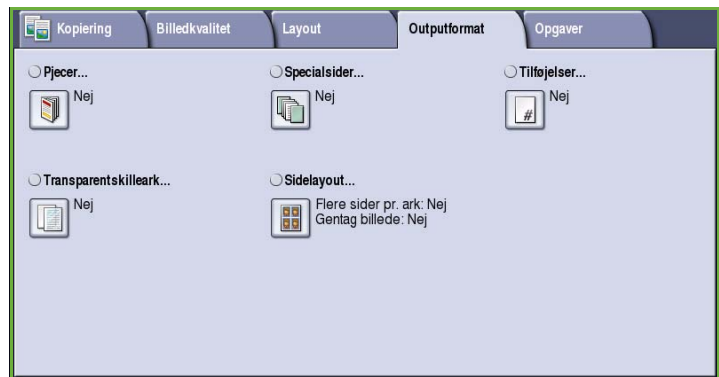 Kopiering Billedkvalitet Layout Outputformat Opgaver
Pjecer... Specialsider... Tilføjelser...
Nej Nej Nej
#
Transparentskilleark... Sidelayout...
Nej Flere sider pr. ark: Nej
Gentag billede: Nej